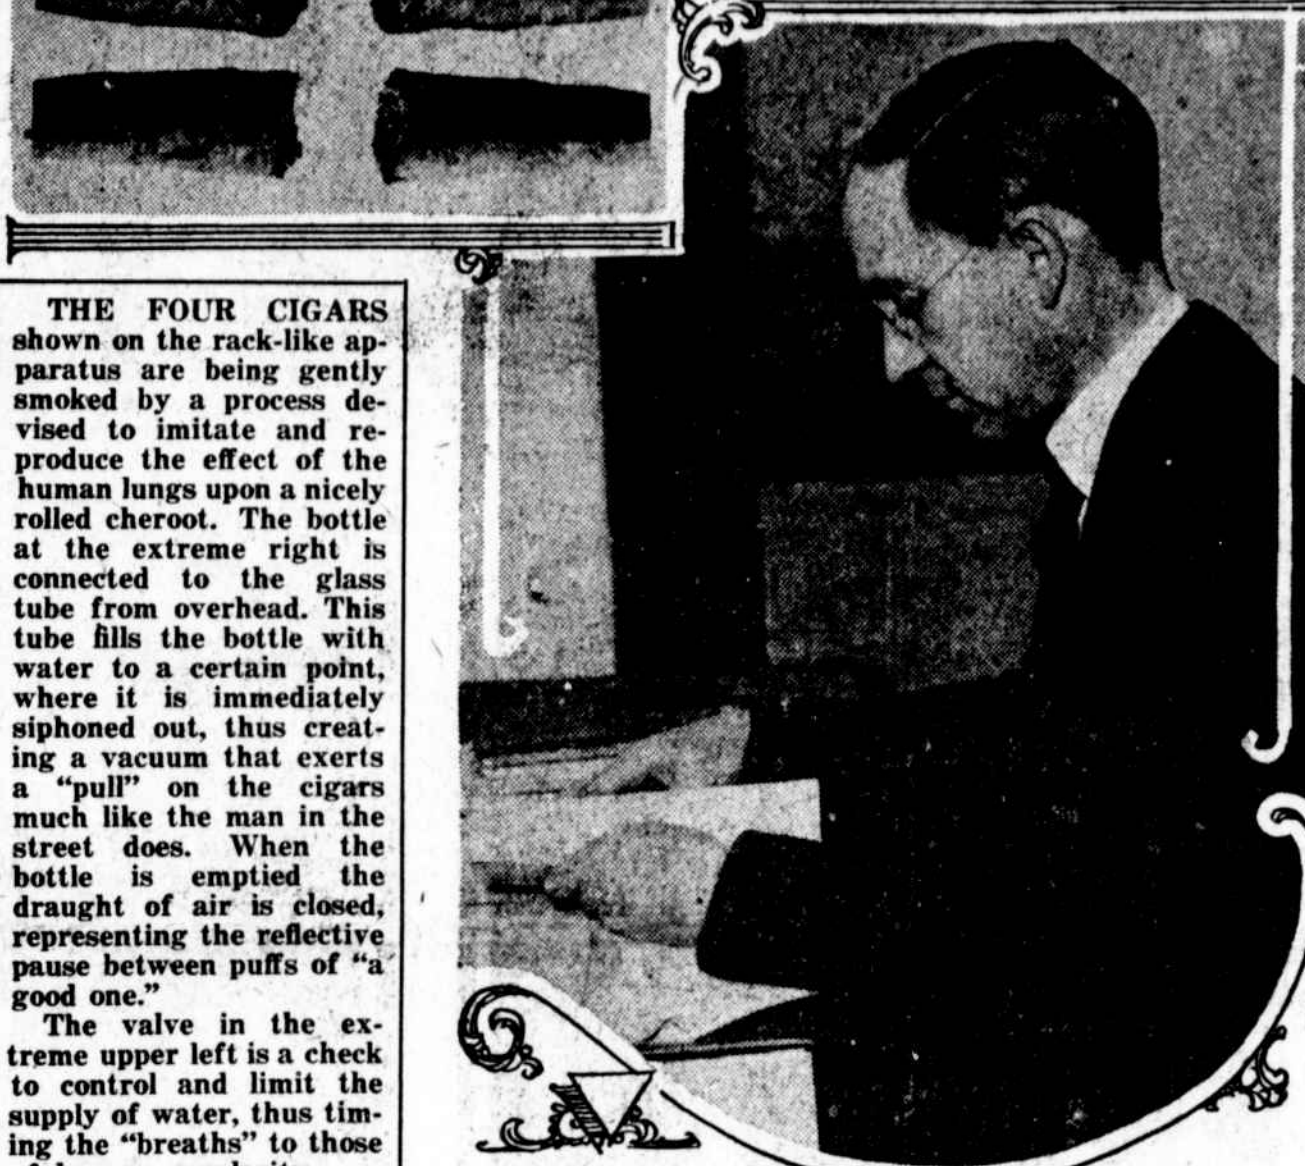 THE FOUR CIGARS
shown on the rack-like ap-
paratus are being gently
smoked by a process de-
vised to imitate and re-
produce the effect of the
human lungs upon a nicely
rolled cheroot. The bottle
at the extreme right is
connected to the glass
tube from overhead. This
tube fills the bottle with
water to a certain point,
where it is immediately
siphoned out, thus creat-
ing a vacuum that exerts
a “pull” on the cigars
much like the man in the
street does. When the
bottle is emptied the
draught of air is closed,
representing the reflective
pause between puffs of “a
good one.”
The valve in the ex-
treme upper left is a check
to control and limit the
supply of water, thus tim-
ing the “breaths” to those